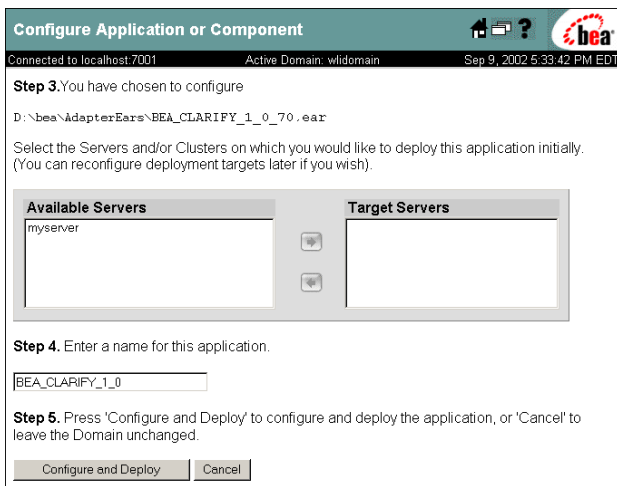 Configure Application or Component
? bea
Connected to localhost:7001 Active Domain: wlidomain Sep 9, 2002 5:33:42 PM EDT
Step 3.You have chosen to configure
D:\bea\AdapterEars\BEA_CLARIFY_1_0_70.ear
Select the Servers and/or Clusters on which you would like to deploy this application initially.
(You can reconfigure deployment targets later if you wish).
Available Servers Target Servers
myserver
Step 4. Enter a name for this application.
BEA_CLARIFY_1_0
Step 5. Press 'Configure and Deploy' to configure and deploy the application, or 'Cancel' to
leave the Domain unchanged.
Configure and Deploy Cancel